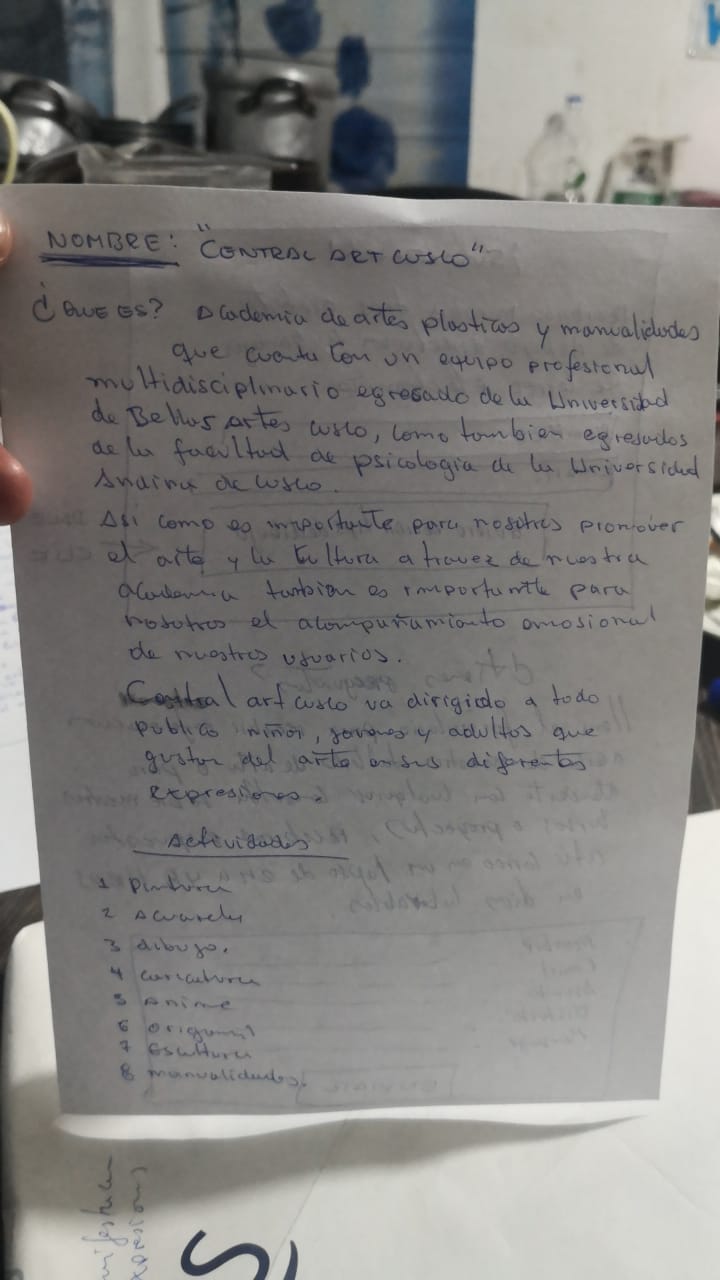 NOMBRE: "CENTRAL ART CUSCO"
¿QUE ES? Academia de artes plasticas y manualidades
que cuenta con un equipo profesional
multidisciplinario egresado de la Universidad
de Bellas Artes Cusco, como tambien egresados
de la facultad de psicologia de la Universidad
Andina de Cusco.
Asi como es importante para nosotros promover
el arte y la Cultura a travez de nuestra
academia tambien es importante para
nosotros el acompañamiento emosional
de nuestros usuarios.
Central art cusco va dirigido a todo
publico niños, jovenes y adultos que
gustan del arte en sus diferentes
expresiones.
Actividades
1 Pintura
2 Acuarela
3 dibujo.
4 caricatura
5 Anime
6 origami
7 Escultura
8 manualidades.